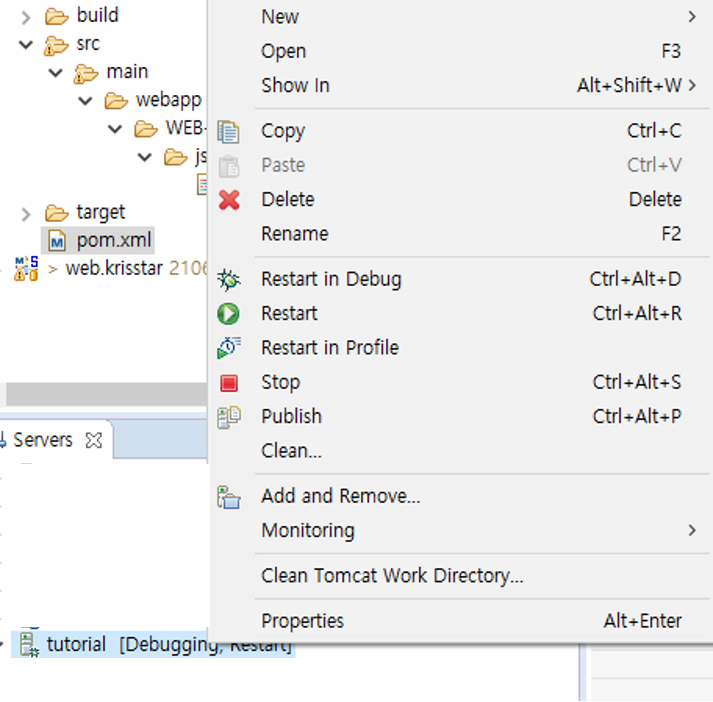 build
src
main
webapp
WEB-
js
target
pom.xml
> web.krisstar 2106
Servers
tutorial [Debugging, Restart]
New
Open F3
Show In Alt+Shift+W
Copy Ctrl+C
Paste Ctrl+V
Delete Delete
Rename F2
Restart in Debug Ctrl+Alt+D
Restart Ctrl+Alt+R
Restart in Profile
Stop Ctrl+Alt+S
Publish Ctrl+Alt+P
Clean...
Add and Remove...
Monitoring
Clean Tomcat Work Directory...
Properties Alt+Enter